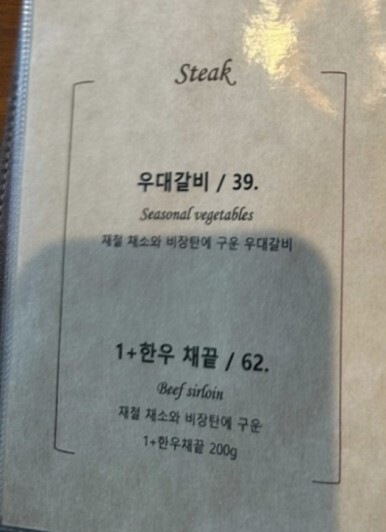 Steak
우대갈비 / 39.
Seasonal vegetables
재철 채소와 비장탄에 구운 우대갈비
1+한우 채끝 / 62.
Beef sirloin
재철 채소와 비장탄에 구운
1+한우채끝 200g